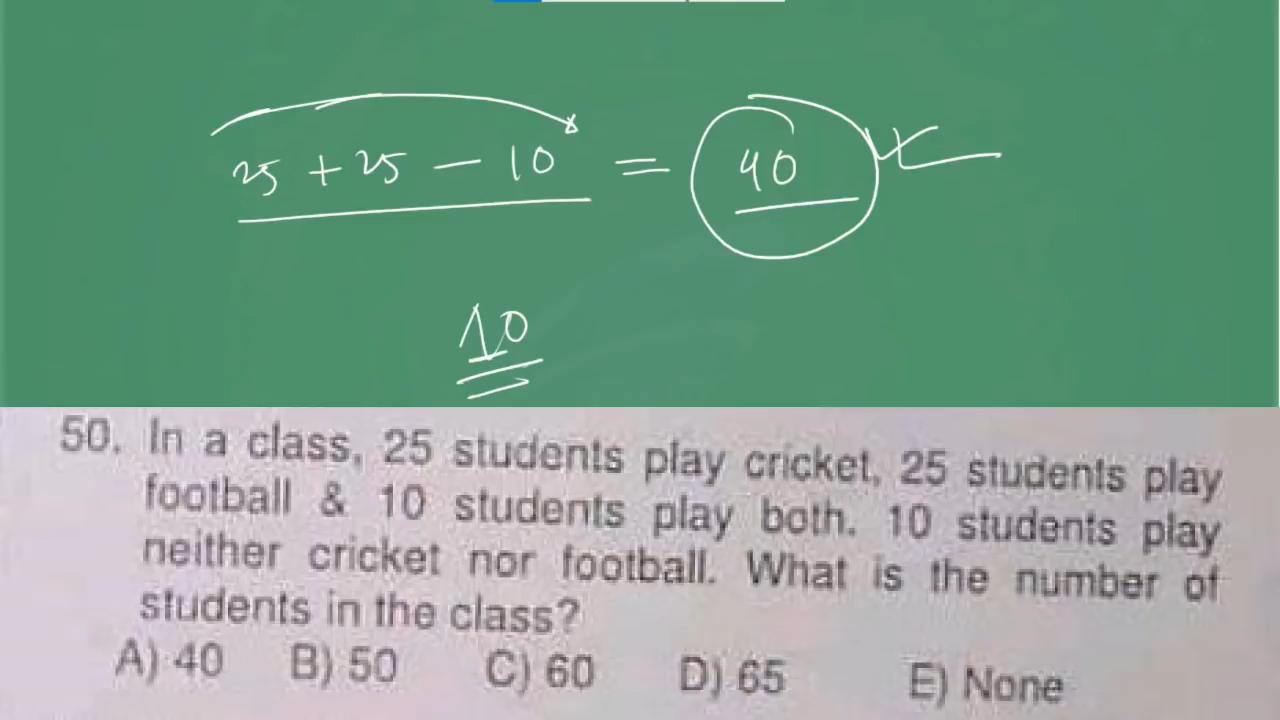 25 + 25 - 10 = 40
10
50. In a class, 25 students play cricket, 25 students play
football & 10 students play both. 10 students play
neither cricket nor football. What is the number of
students in the class?
A) 40 B) 50 C) 60 D) 65 E) None